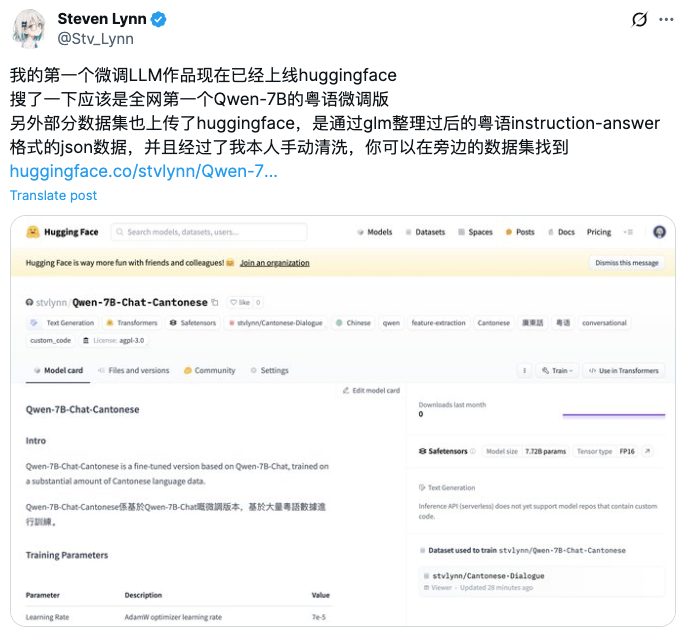 Steven Lynn
@Stv_Lynn
我的第一个微调LLM作品现在已经上线huggingface
搜了一下应该是全网第一个Qwen-7B的粤语微调版
另外部分数据集也上传了huggingface，是通过glm整理过后的粤语instruction-answer
格式的json数据，并且经过了我本人手动清洗，你可以在旁边的数据集找到
huggingface.co/stvlynn/Qwen-7...
Translate post
Hugging Face Search models, datasets, users... Models Datasets Spaces Posts Docs Pricing
Hugging Face is way more fun with friends and colleagues! 🤗 Join an organization Dismiss this message
stvlynn/Qwen-7B-Chat-Cantonese like 0
Text Generation Transformers Safetensors stvlynn/Cantonese-Dialogue Chinese qwen feature-extraction Cantonese 廣東話 粤语 conversational
custom_code License: agpl-3.0
Model card Files and versions Community Settings Train Use in Transformers
Edit model card
Qwen-7B-Chat-Cantonese
Intro
Qwen-7B-Chat-Cantonese is a fine-tuned version based on Qwen-7B-Chat, trained on
a substantial amount of Cantonese language data.
Qwen-7B-Chat-Cantonese係基於Qwen-7B-Chat嘅微調版本，基於大量粵語數據進
行訓練。
Training Parameters
Parameter Description Value
Learning Rate AdamW optimizer learning rate 7e-5
Downloads last month
0
Safetensors Model size 7.72B params Tensor type FP16
Text Generation
Inference API (serverless) does not yet support model repos that contain custom
code.
Dataset used to train stvlynn/Qwen-7B-Chat-Cantonese
stvlynn/Cantonese-Dialogue
Viewer • Updated 28 minutes ago